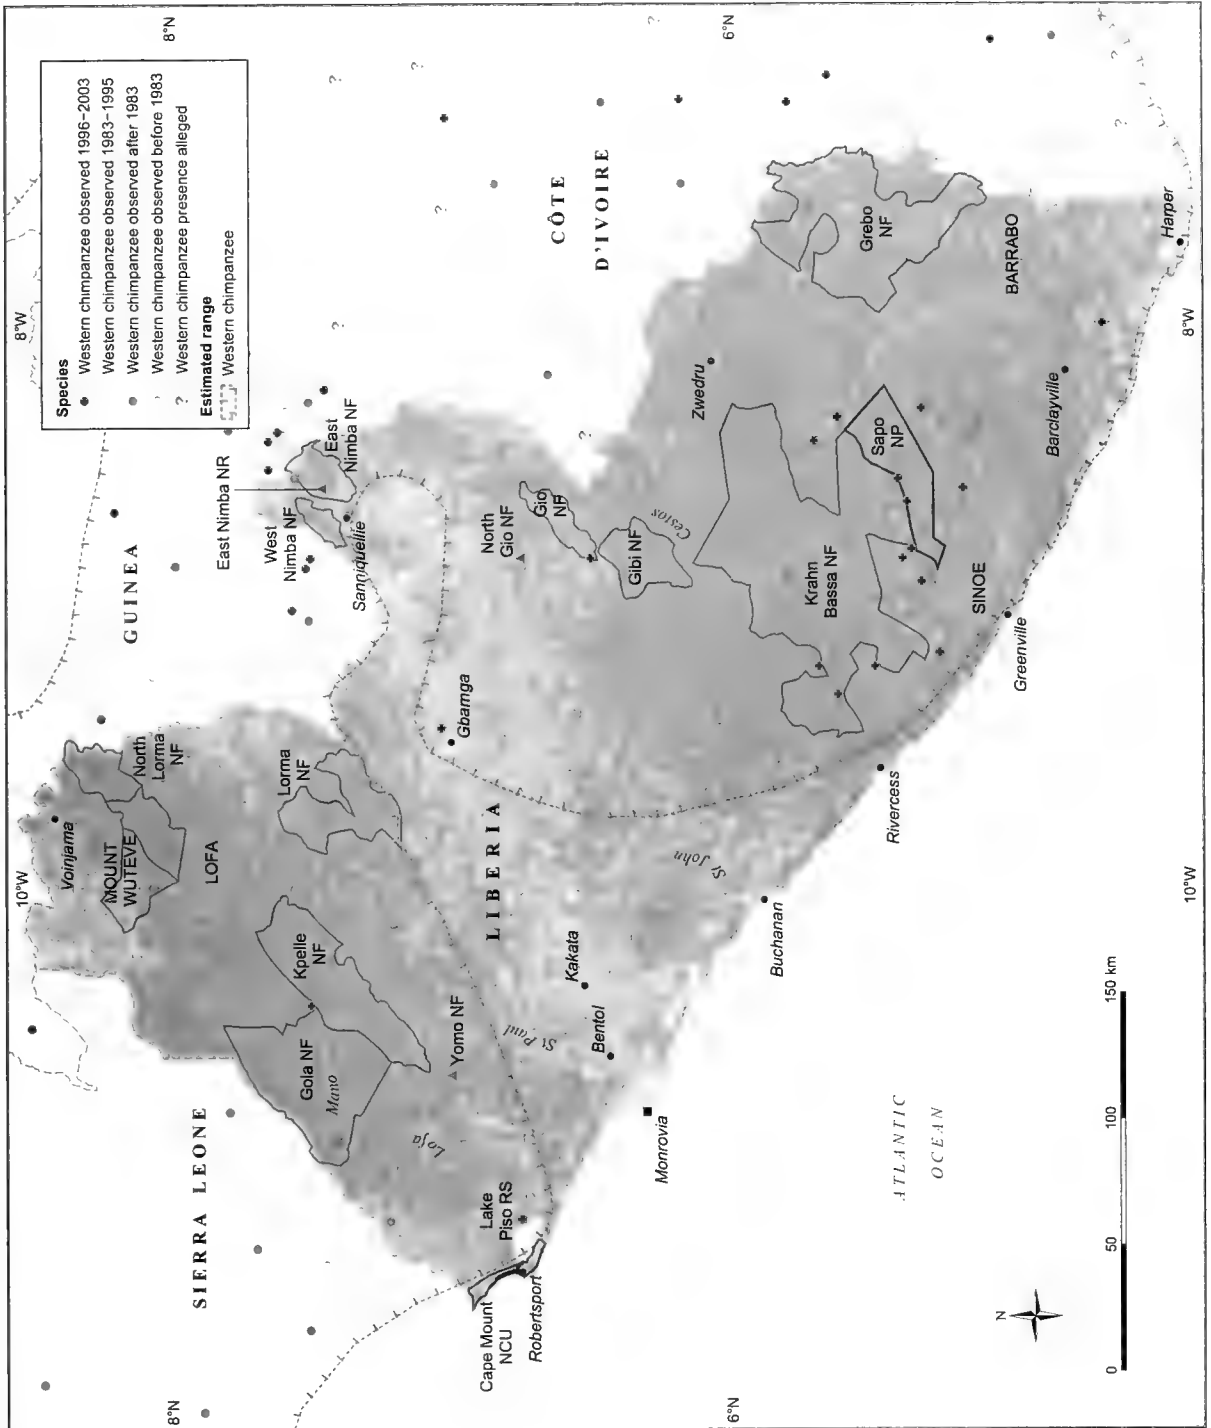 10°W
8°W
8°N
8°N
6°N
6°N
10°W
8°W
Species
Western chimpanzee observed 1996–2003
Western chimpanzee observed 1983–1995
Western chimpanzee observed after 1983
Western chimpanzee observed before 1983
? Western chimpanzee presence alleged
Estimated range
Western chimpanzee
SIERRA LEONE
GUINEA
LIBERIA
CÔTE
D'IVOIRE
Voinjama
MOUNT
WUTEVE
North
Lorma
NF
LOFA
Lorma
NF
Kpelle
NF
Gola NF
Mano
Lofa
Yomo NF
St Paul
Lake
Piso RS
Cape Mount
NCU
Robertsport
Monrovia
Bentol
Kakata
Buchanan
St John
Gbarnga
East Nimba NR
West
Nimba NF
East
Nimba NF
Sanniquellie
North
Gio NF
Gio
NF
Gibi NF
Cestos
Zwedru
Krahn
Bassa NF
Sapo
NP
Grebo
NF
SINOE
BARRABO
Rivercess
Greenville
Barclayville
Harper
ATLANTIC
OCEAN
N
0 50 100 150 km
?
?
?
?
?
?
?
?